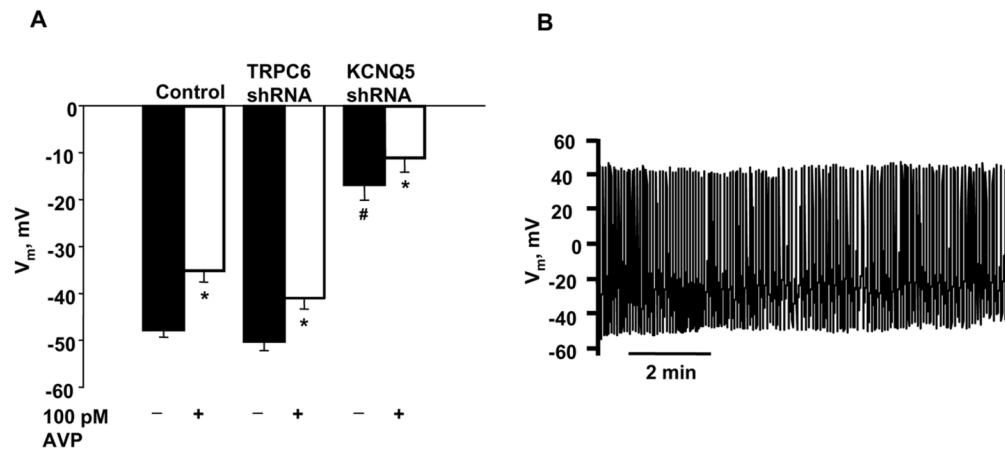 A
Control
TRPC6
shRNA
KCNQ5
shRNA
0
-10
-20
-30
-40
-50
-60
Vm, mV
*
*
#
*
100 pM
AVP
– + – + – +
B
60
40
20
0
-20
-40
-60
Vm, mV
2 min